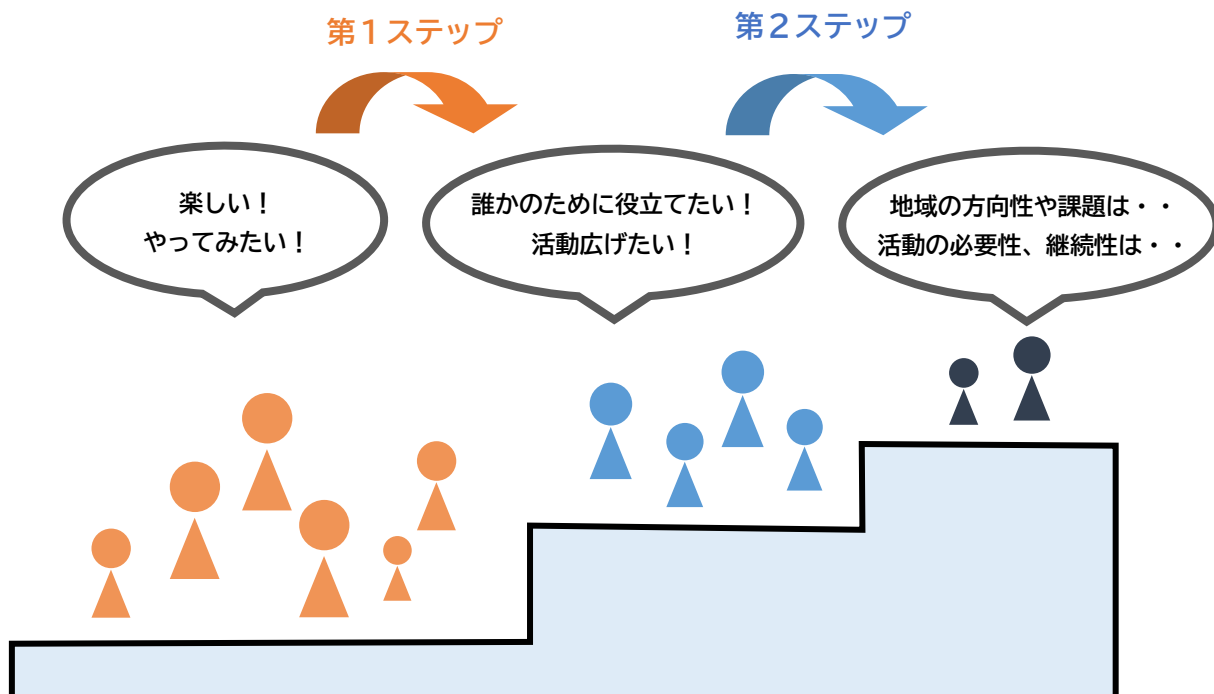 第１ステップ
第２ステップ
楽しい！
やってみたい！
誰かのために役立てたい！
活動広げたい！
地域の方向性や課題は・・
活動の必要性、継続性は・・